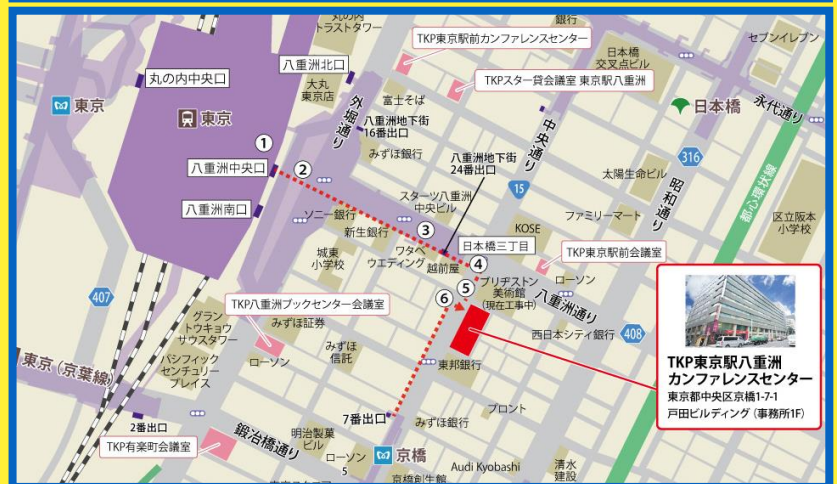 丸の内
トラストタワー
TKP東京駅前カンファレンスセンター
銀行
日本橋
交叉点ビル
セブンイレブン
丸の内中央口
八重洲北口
大丸
東京店
TKPスター貸会議室 東京駅八重洲
東京
東京
外堀通り
富士そば
八重洲地下街
16番出口
中央通り
日本橋
永代通り
①
みずほ銀行
八重洲地下街
24番出口
316
八重洲中央口
②
15
太陽生命ビル
昭和通り
都心環状線
スターツ八重洲
中央ビル
八重洲南口
ソニー銀行
③
KOSE
ファミリーマート
区立阪本
小学校
新生銀行
日本橋三丁目
城東
小学校
ワタベ
ウエディング
越前屋
④
TKP東京駅前会議室
ローソン
⑤
ブリヂストン
美術館
(現在工事中)
八重洲通り
407
⑥
TKP八重洲ブックセンター会議室
グラン
トウキョウ
サウスタワー
みずほ証券
西日本シティ銀行
408
東京 (京葉線)
パシフィック
センチュリー
プレイス
ローソン
みずほ
信託
東邦銀行
TKP東京駅八重洲
カンファレンスセンター
東京都中央区京橋1-7-1
戸田ビルディング (事務所1F)
2番出口
7番出口
みずほ銀行
プロント
TKP有楽町会議室
鍛冶橋通り
明治製菓
ビル
ローソン
5
京橋
Audi Kyobashi
清水
建設
京橋創生館